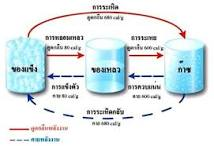 การระเหิด
ดูดกลืน 680 cal/g
การหลอมเหลว
ดูดกลืน 80 cal/g
การระเหย
ดูดกลืน 600 cal/g
ของแข็ง
ของเหลว
ก๊าซ
การแข็งตัว
คาย 80 cal/g
การควบแน่น
คาย 600 cal/g
การระเหิดกลับ
คาย 680 cal/g
ดูดกลืนพลังงาน
คายพลังงาน